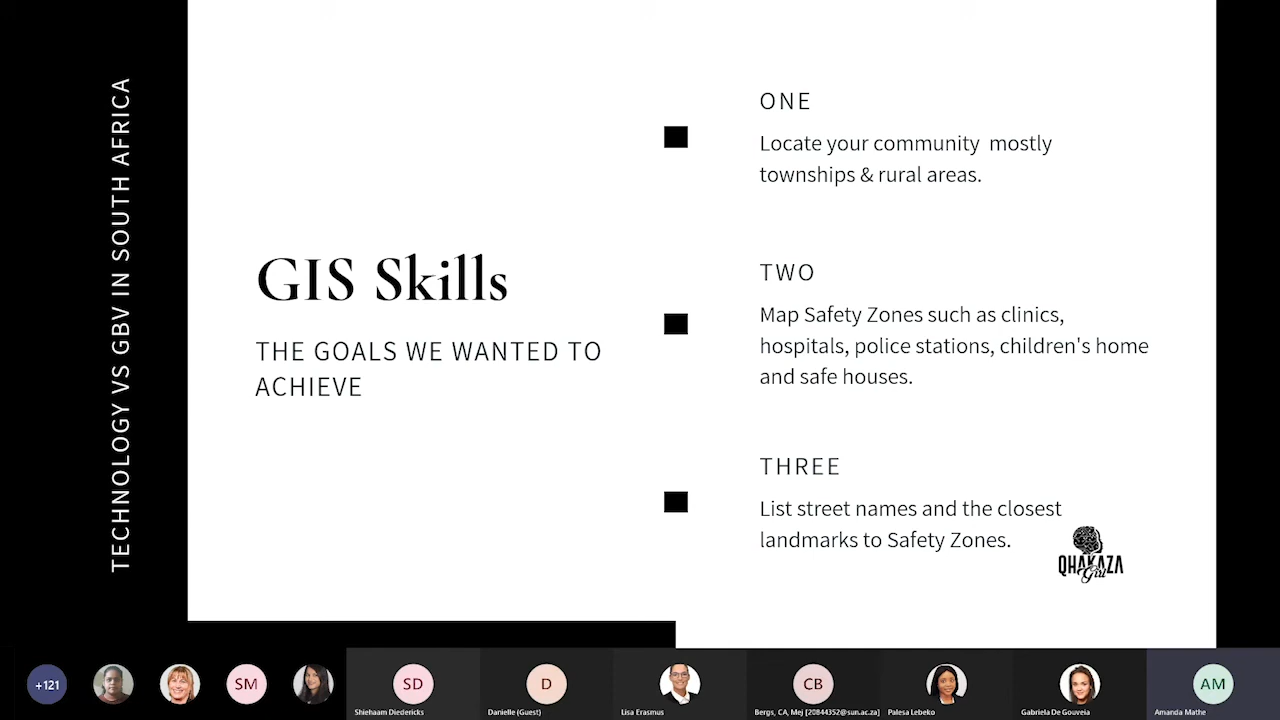 TECHNOLOGY VS GBV IN SOUTH AFRICA
GIS Skills
THE GOALS WE WANTED TO
ACHIEVE
ONE
Locate your community mostly
townships & rural areas.
TWO
Map Safety Zones such as clinics,
hospitals, police stations, children's home
and safe houses.
THREE
List street names and the closest
landmarks to Safety Zones.
QHAKAZA
Girl
+121
SM
SD
Shiehaam Diedericks
D
Danielle (Guest)
Lisa Erasmus
CB
Bergs, CA, Mej [20844352@sun.ac.za]
Palesa Lebeko
Gabriela De Gouveia
AM
Amanda Mathe